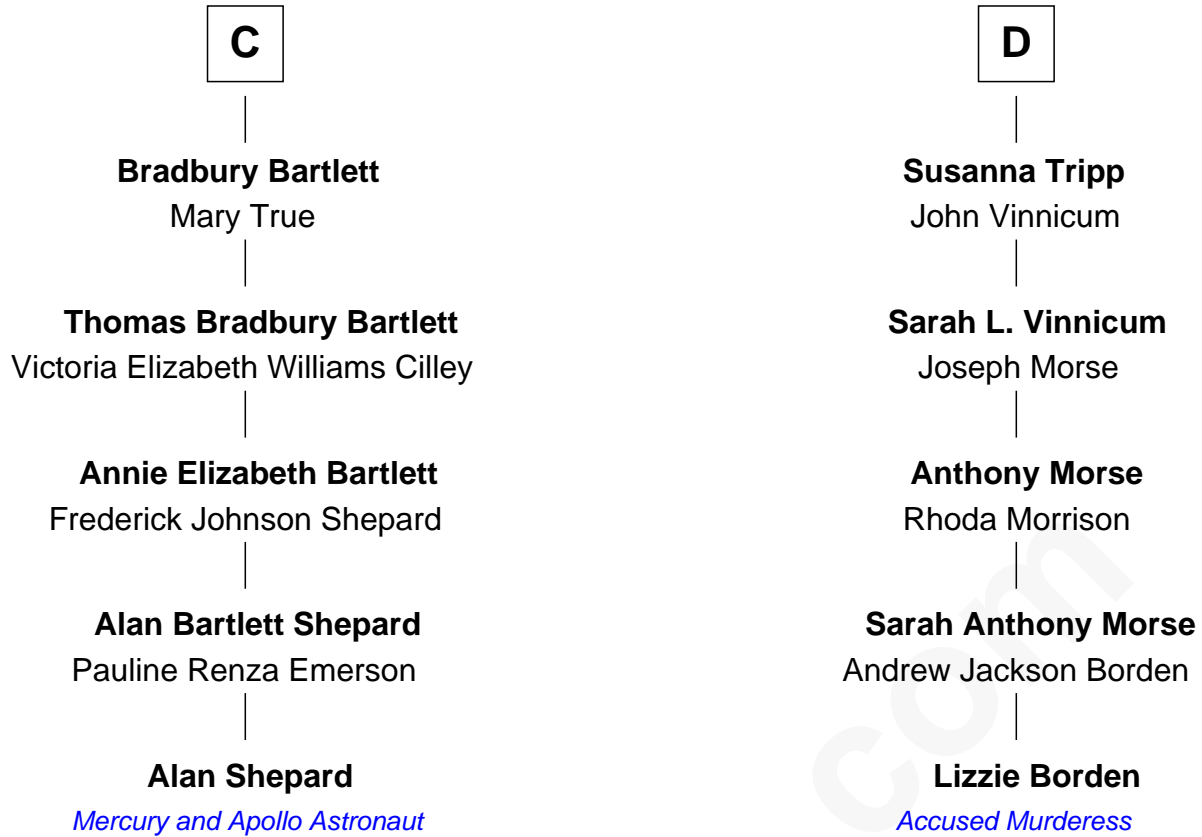 C
Bradbury Bartlett
Mary True
Thomas Bradbury Bartlett
Victoria Elizabeth Williams Cilley
Annie Elizabeth Bartlett
Frederick Johnson Shepard
Alan Bartlett Shepard
Pauline Renza Emerson
Alan Shepard
Mercury and Apollo Astronaut
D
Susanna Tripp
John Vinnicum
Sarah L. Vinnicum
Joseph Morse
Anthony Morse
Rhoda Morrison
Sarah Anthony Morse
Andrew Jackson Borden
Lizzie Borden
Accused Murderess
com